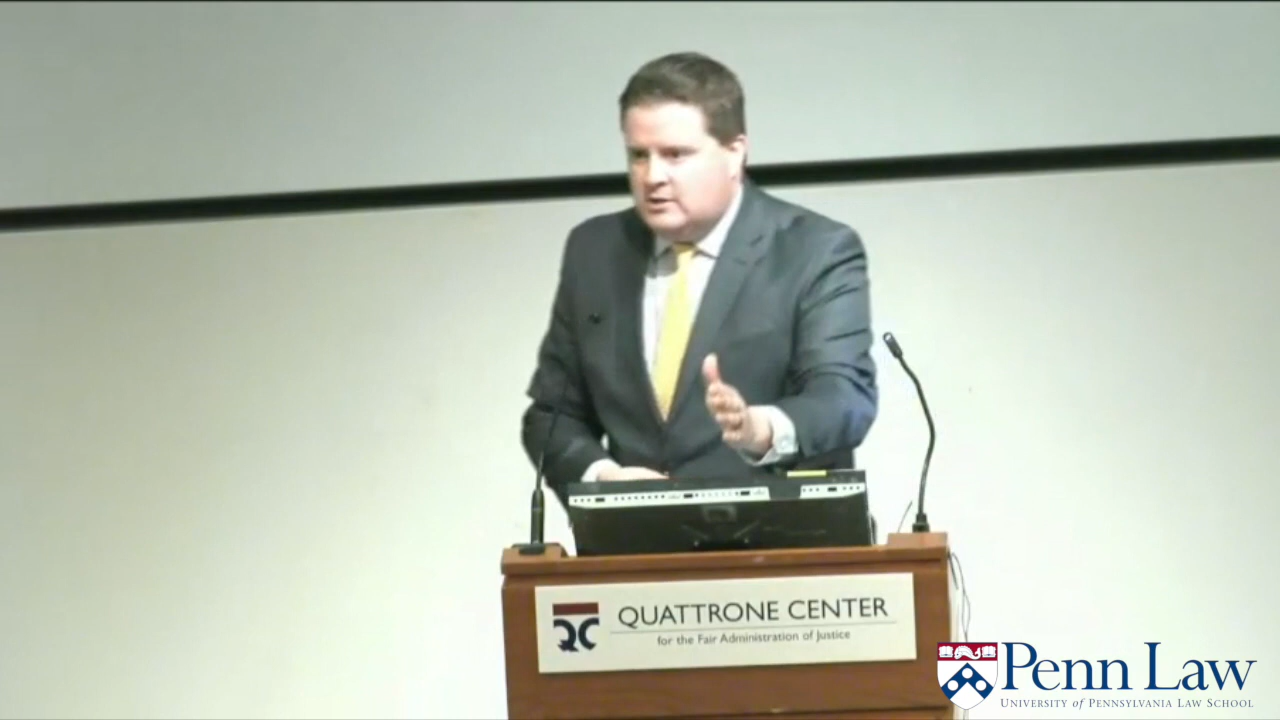 QC
QUATTRONE CENTER
for the Fair Administration of Justice
Penn Law
UNIVERSITY of PENNSYLVANIA LAW SCHOOL